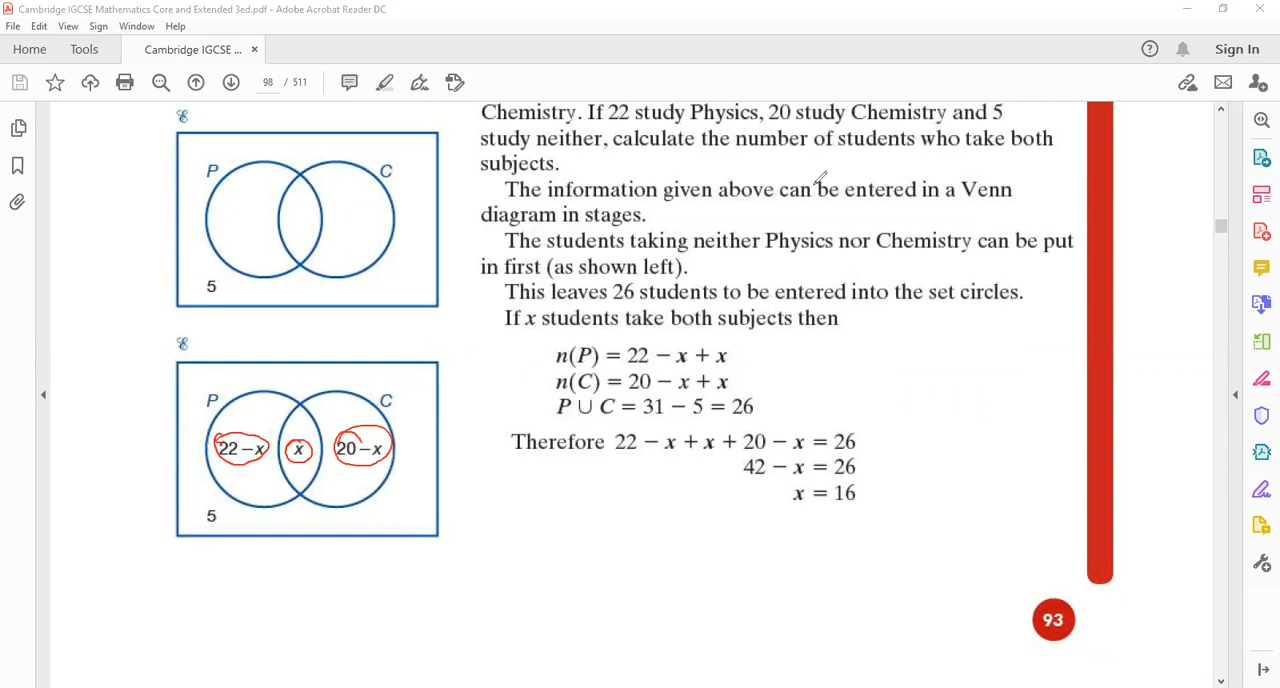 Cambridge IGCSE Mathematics Core and Extended 3ed.pdf - Adobe Acrobat Reader DC
File Edit View Sign Window Help
Home Tools Cambridge IGCSE ... × Sign In
98 / 511
Chemistry. If 22 study Physics, 20 study Chemistry and 5
study neither, calculate the number of students who take both
subjects.
The information given above can be entered in a Venn
diagram in stages.
The students taking neither Physics nor Chemistry can be put
in first (as shown left).
This leaves 26 students to be entered into the set circles.
If x students take both subjects then
n(P) = 22 − x + x
n(C) = 20 − x + x
P ∪ C = 31 − 5 = 26
Therefore 22 − x + x + 20 − x = 26
42 − x = 26
x = 16
ℰ
P C
5
ℰ
P C
22 − x x 20 − x
5
93